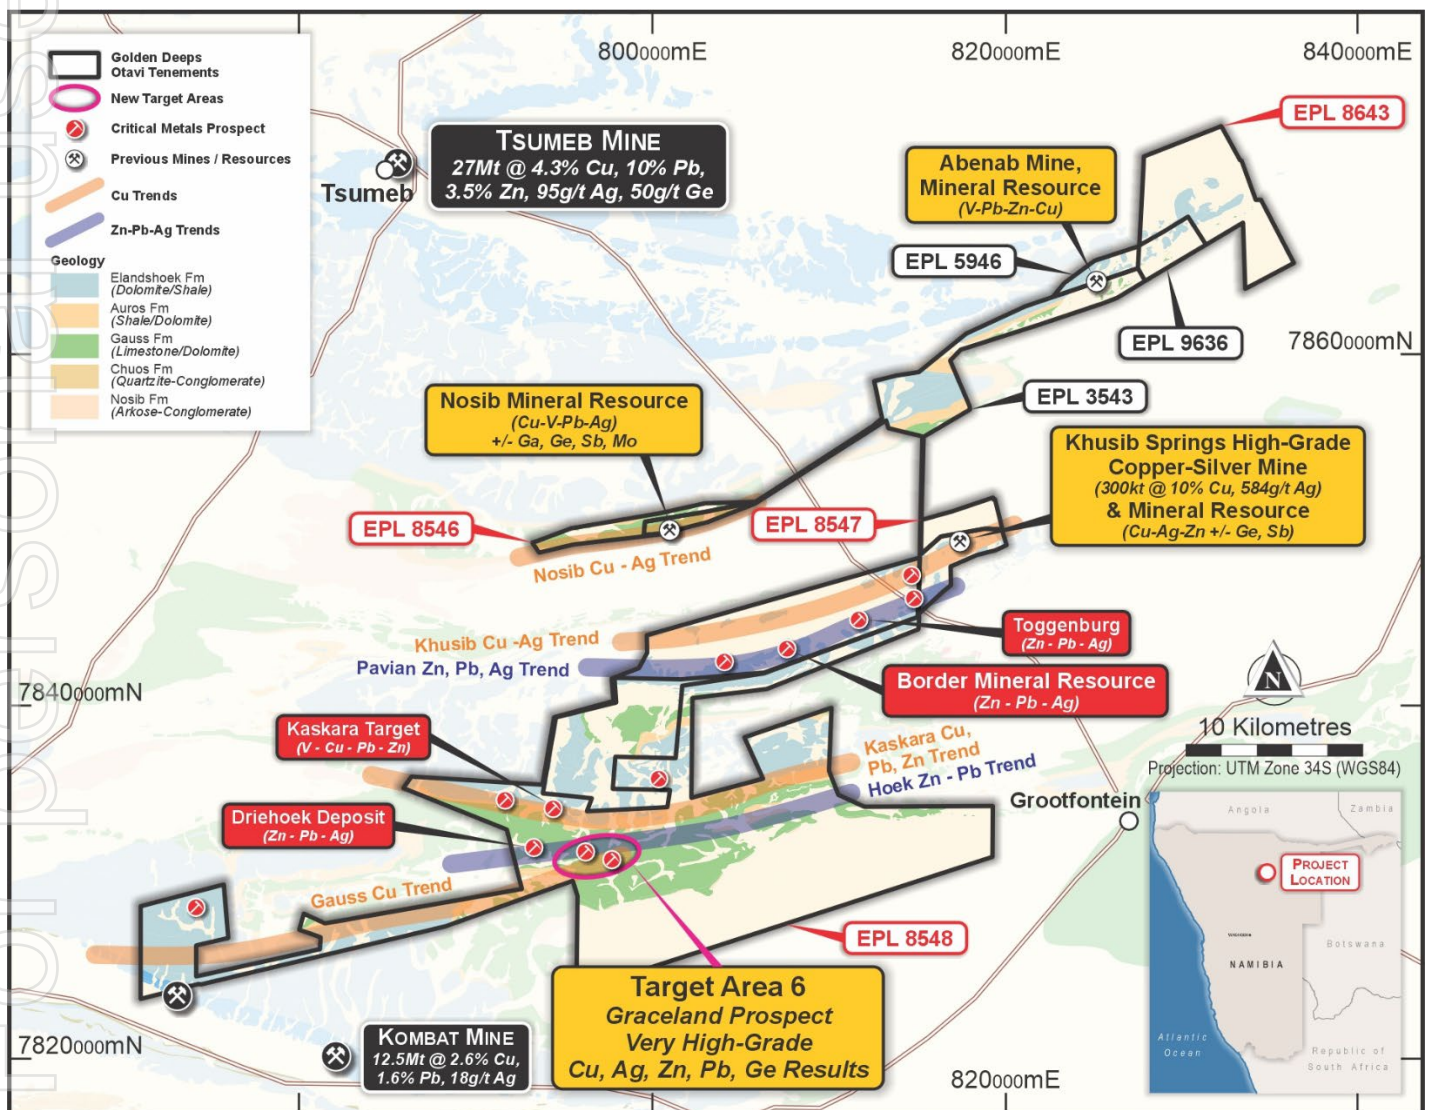 800000mE
820000mE
840000mE
Golden Deeps
Otavi Tenements
New Target Areas
Critical Metals Prospect
Previous Mines / Resources
Cu Trends
Zn-Pb-Ag Trends
Geology
Elandshoek Fm
(Dolomite/Shale)
Auros Fm
(Shale/Dolomite)
Gauss Fm
(Limestone/Dolomite)
Chuos Fm
(Quartzite-Conglomerate)
Nosib Fm
(Arkose-Conglomerate)
Tsumeb
TSUMEB MINE
27Mt @ 4.3% Cu, 10% Pb,
3.5% Zn, 95g/t Ag, 50g/t Ge
EPL 8643
Abenab Mine,
Mineral Resource
(V-Pb-Zn-Cu)
EPL 5946
EPL 9636
7860000mN
EPL 3543
Nosib Mineral Resource
(Cu-V-Pb-Ag)
+/- Ga, Ge, Sb, Mo
Khusib Springs High-Grade
Copper-Silver Mine
(300kt @ 10% Cu, 584g/t Ag)
& Mineral Resource
(Cu-Ag-Zn +/- Ge, Sb)
EPL 8546
EPL 8547
Nosib Cu - Ag Trend
Khusib Cu -Ag Trend
Pavian Zn, Pb, Ag Trend
Toggenburg
(Zn - Pb - Ag)
Border Mineral Resource
(Zn - Pb - Ag)
7840000mN
N
10 Kilometres
Projection: UTM Zone 34S (WGS84)
Kaskara Target
(V - Cu - Pb - Zn)
Kaskara Cu,
Pb, Zn Trend
Hoek Zn - Pb Trend
Grootfontein
Driehoek Deposit
(Zn - Pb - Ag)
Gauss Cu Trend
EPL 8548
Target Area 6
Graceland Prospect
Very High-Grade
Cu, Ag, Zn, Pb, Ge Results
KOMBAT MINE
12.5Mt @ 2.6% Cu,
1.6% Pb, 18g/t Ag
7820000mN
820000mE
Angola
Zambia
PROJECT
LOCATION
NAMIBIA
Botswana
Atlantic
Ocean
Republic of
South Africa